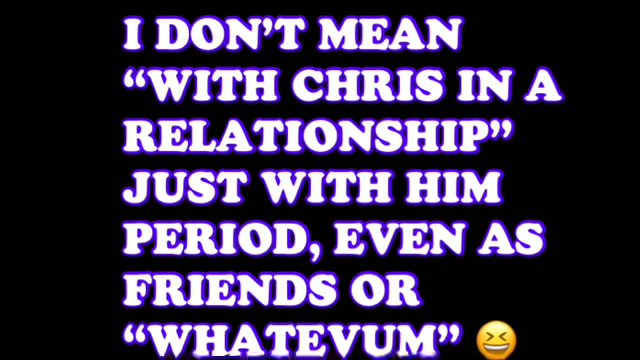 I DON’T MEAN
“WITH CHRIS IN A
RELATIONSHIP”
JUST WITH HIM
PERIOD, EVEN AS
FRIENDS OR
“WHATEVUM” 😆